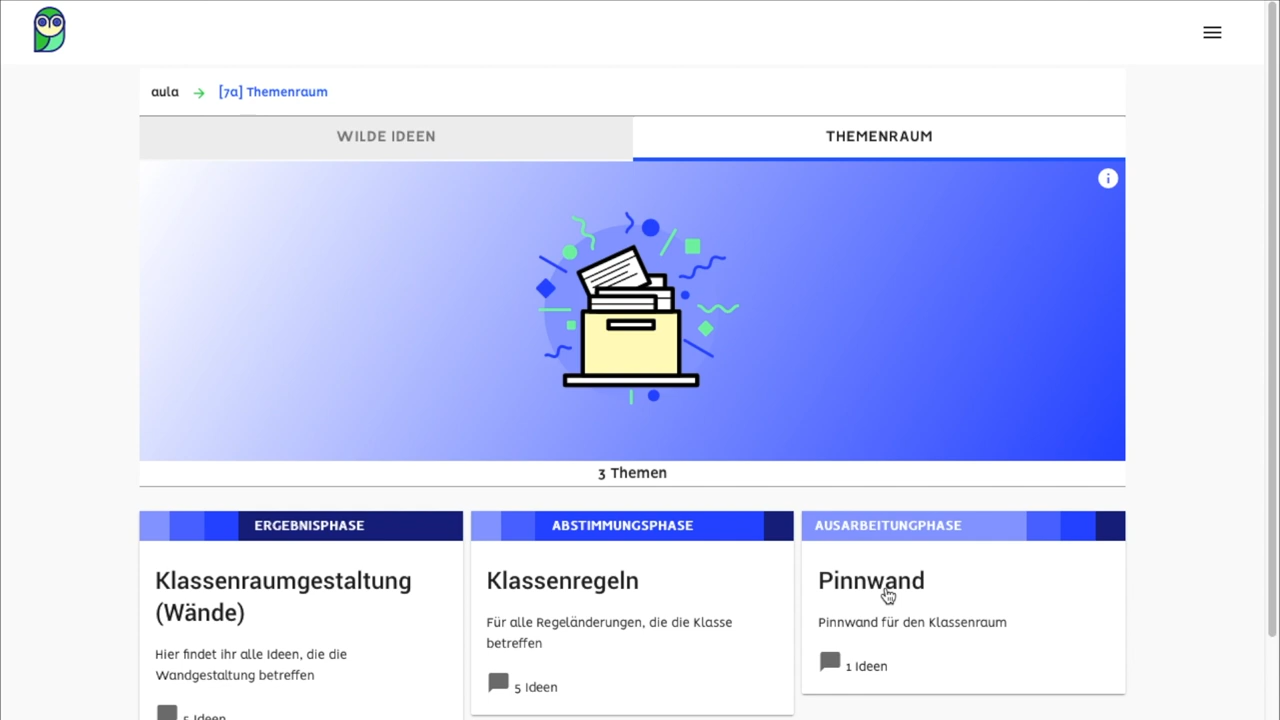 aula → [7a] Themenraum
WILDE IDEEN
THEMENRAUM
3 Themen
ERGEBNISPHASE
Klassenraumgestaltung
(Wände)
Hier findet ihr alle Ideen, die die
Wandgestaltung betreffen
5 Ideen
ABSTIMMUNGSPHASE
Klassenregeln
Für alle Regeländerungen, die die Klasse
betreffen
5 Ideen
AUSARBEITUNGPHASE
Pinnwand
Pinnwand für den Klassenraum
1 Ideen